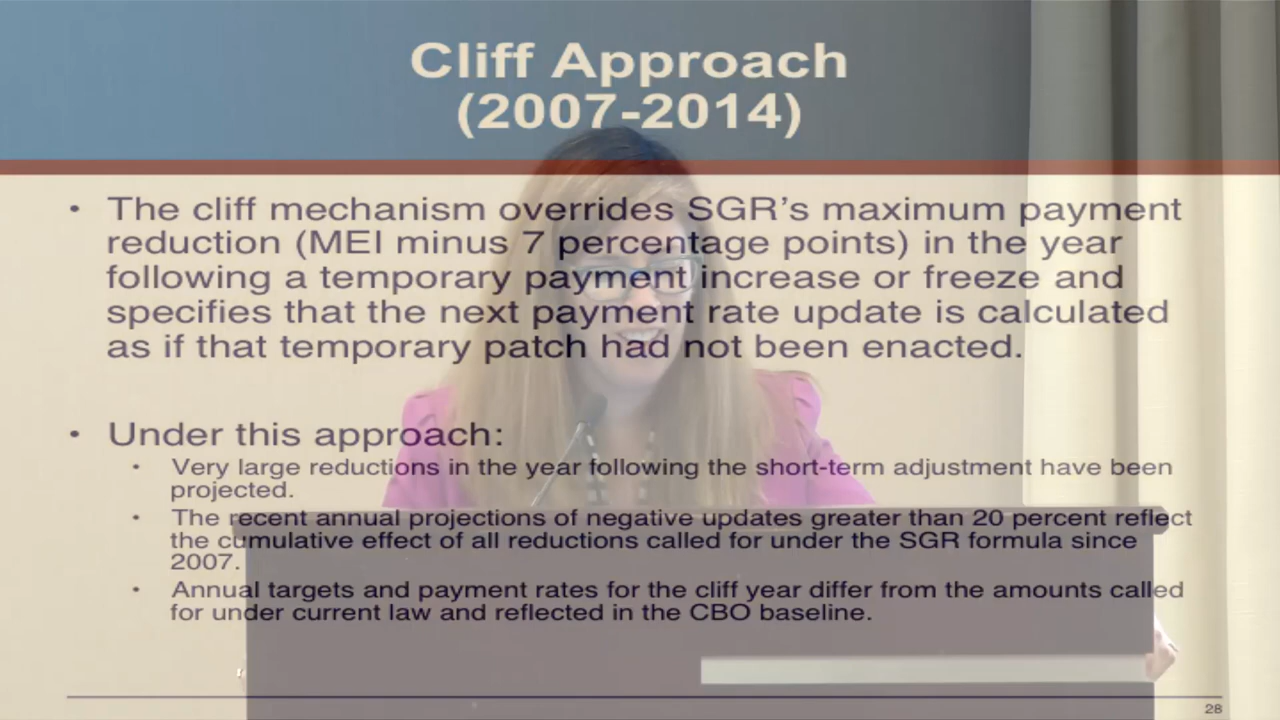 Cliff Approach
(2007-2014)
• The cliff mechanism overrides SGR's maximum payment
reduction (MEI minus 7 percentage points) in the year
following a temporary payment increase or freeze and
specifies that the next payment rate update is calculated
as if that temporary patch had not been enacted.
• Under this approach:
• Very large reductions in the year following the short-term adjustment have been
projected.
• The recent annual projections of negative updates greater than 20 percent reflect
the cumulative effect of all reductions called for under the SGR formula since
2007.
• Annual targets and payment rates for the cliff year differ from the amounts called
for under current law and reflected in the CBO baseline.
28